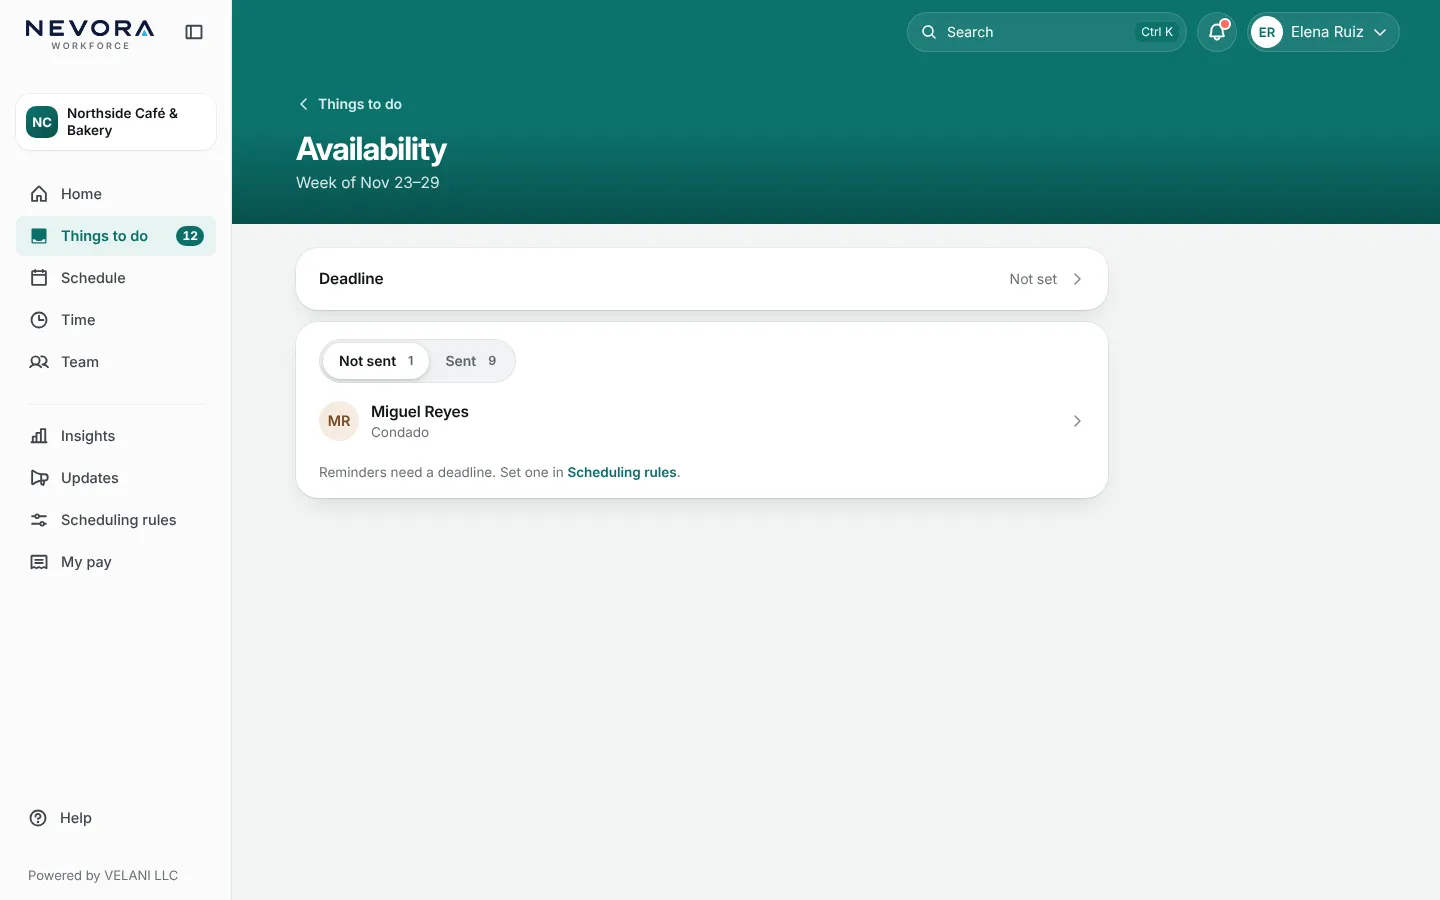 NEVORA
WORKFORCE
Search
Ctrl K
ER
Elena Ruiz
NC
Northside Café &
Bakery
Home
Things to do
12
Schedule
Time
Team
Insights
Updates
Scheduling rules
My pay
Help
Powered by VELANI LLC
Things to do
Availability
Week of Nov 23–29
Deadline
Not set
Not sent 1
Sent 9
MR
Miguel Reyes
Condado
Reminders need a deadline. Set one in Scheduling rules.